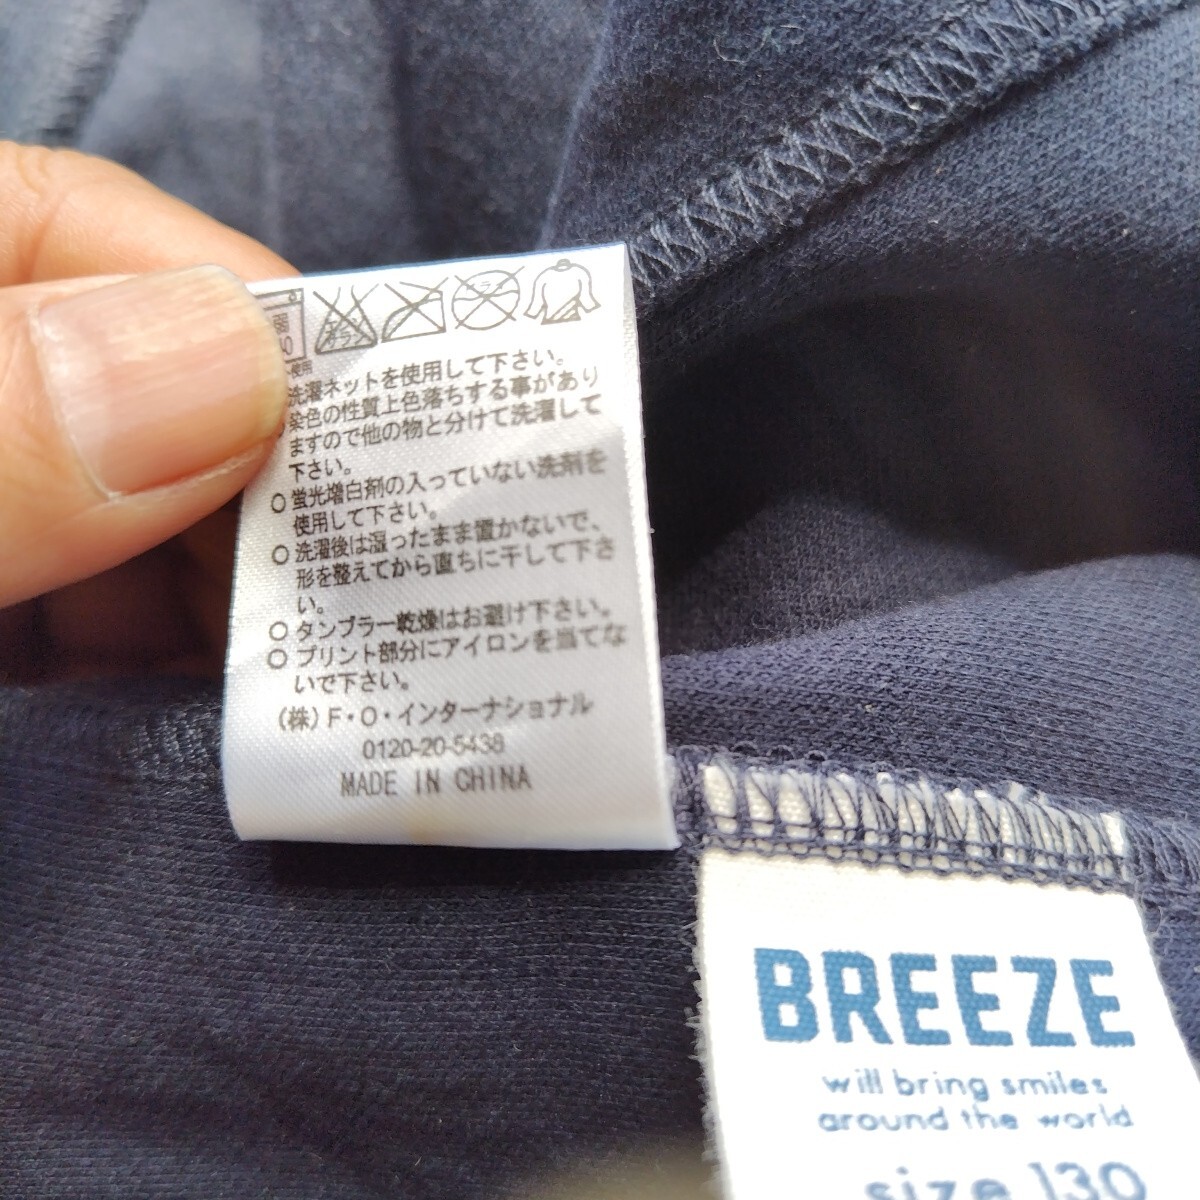 エンソ
ドライ
使用
洗濯ネットを使用して下さい。
染色の性質上色落ちする事があり
ますので他の物と分けて洗濯して
下さい。
○ 蛍光増白剤の入っていない洗剤を
使用して下さい。
○ 洗濯後は湿ったまま置かないで、
形を整えてから直ちに干して下さ
い。
○ タンブラー乾燥はお避け下さい。
○ プリント部分にアイロンを当てな
いで下さい。
(株)F・O・インターナショナル
0120-20-5438
MADE IN CHINA
BREEZE
will bring smiles
around the world
size 130